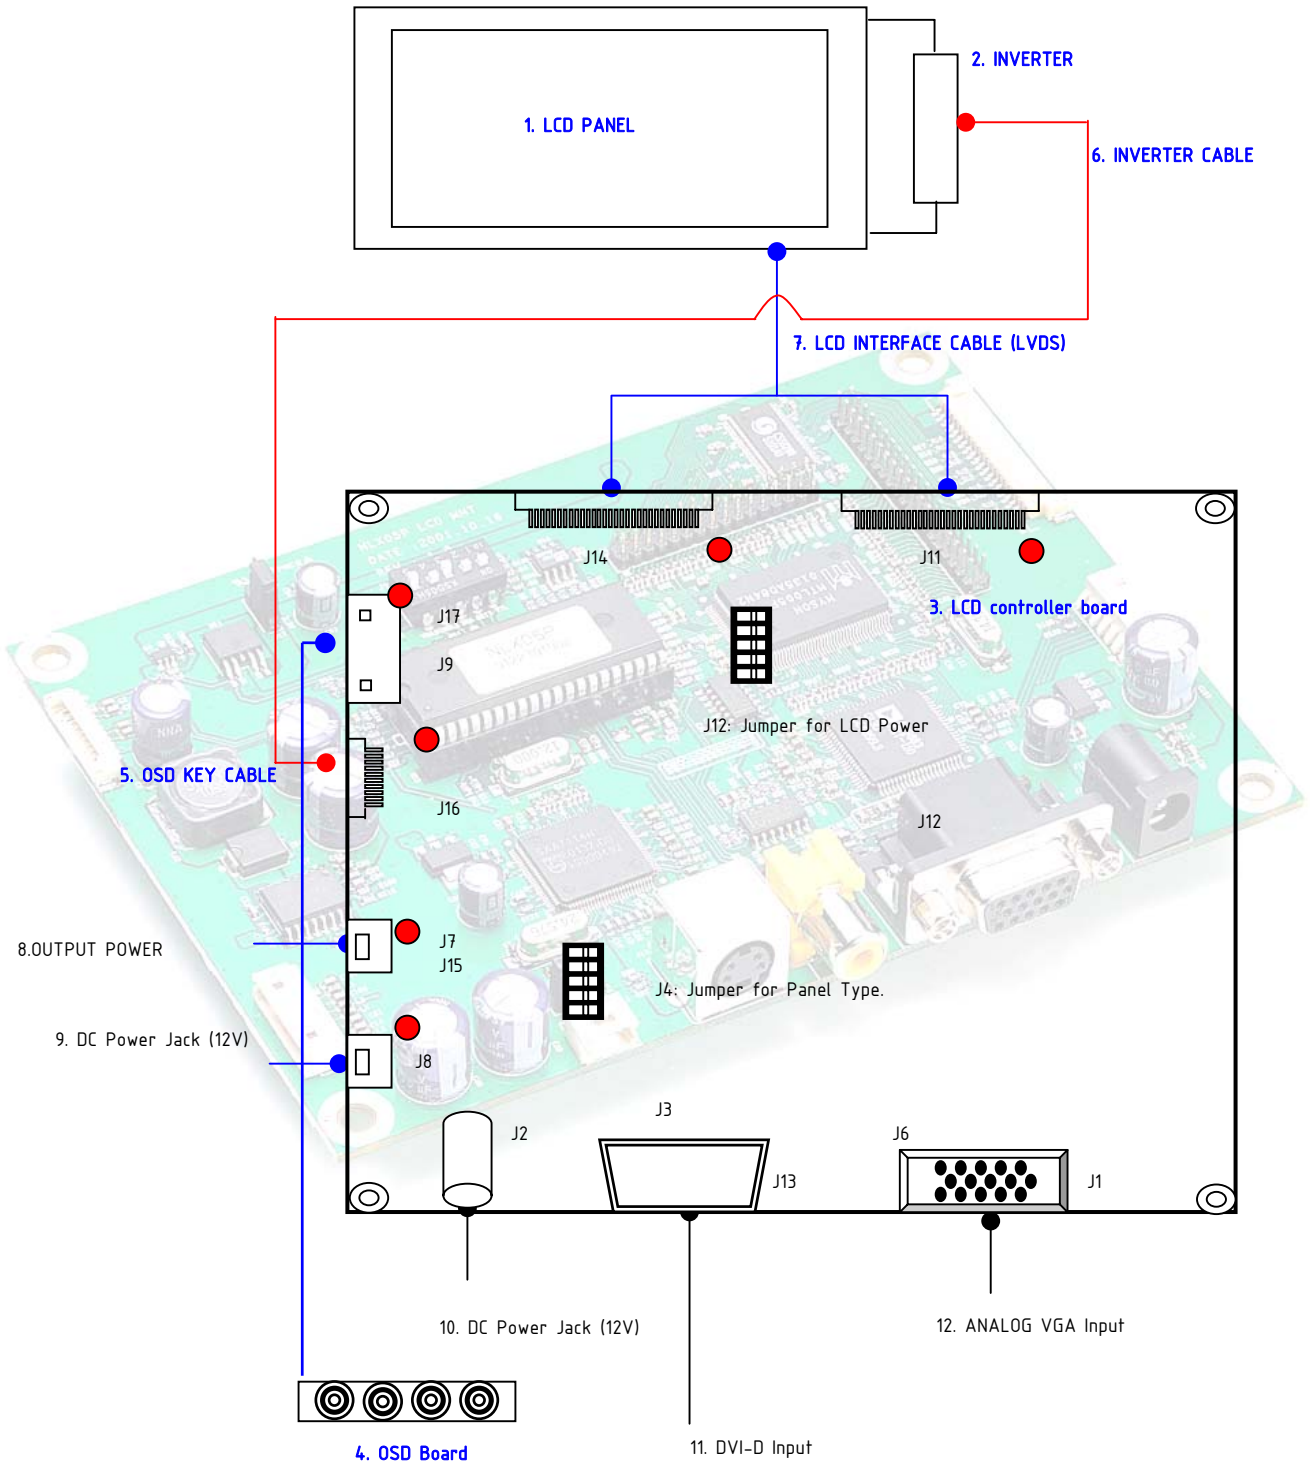 2. INVERTER
1. LCD PANEL
6. INVERTER CABLE
7. LCD INTERFACE CABLE (LVDS)
J14
J11
3. LCD controller board
J17
J9
J12: Jumper for LCD Power
5. OSD KEY CABLE
J16
J12
8.OUTPUT POWER
J7
J15
J4: Jumper for Panel Type.
9. DC Power Jack (12V)
J8
J3
J2
J6
J13
J1
10. DC Power Jack (12V)
12. ANALOG VGA Input
11. DVI-D Input
4. OSD Board